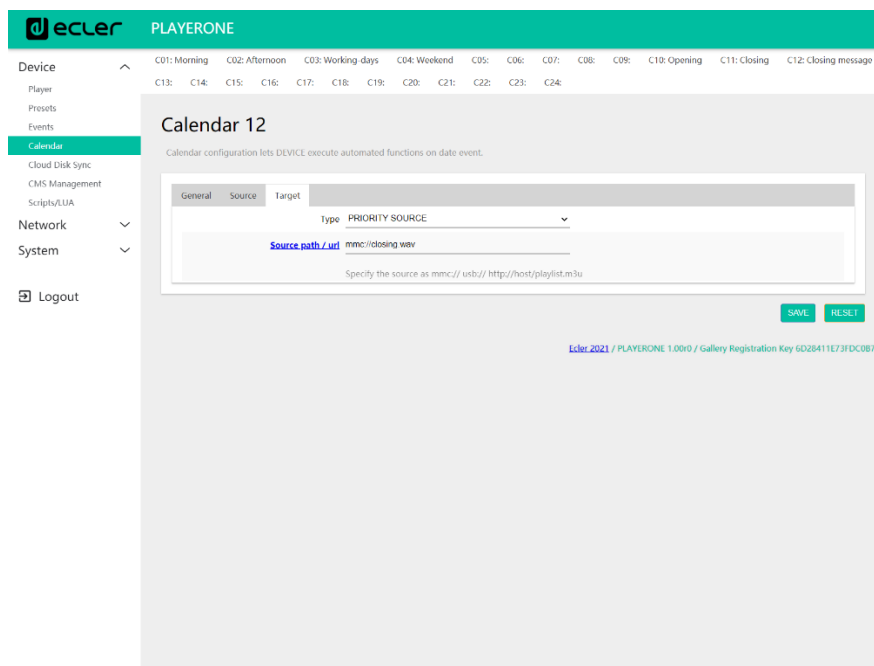 ecler
PLAYERONE
Device
Player
Presets
Events
Calendar
Cloud Disk Sync
CMS Management
Scripts/LUA
Network
System
Logout
C01: Morning C02: Afternoon C03: Working-days C04: Weekend C05: C06: C07: C08: C09: C10: Opening C11: Closing C12: Closing message
C13: C14: C15: C16: C17: C18: C19: C20: C21: C22: C23: C24:
Calendar 12
Calendar configuration lets DEVICE execute automated functions on date event.
General Source Target
Type PRIORITY SOURCE
Source path / url mmc://closing.wav
Specify the source as mmc:// usb:// http://host/playlist.m3u
SAVE RESET
Ecler 2021 / PLAYERONE 1.00r0 / Gallery Registration Key 6D28411E73FDC0B7